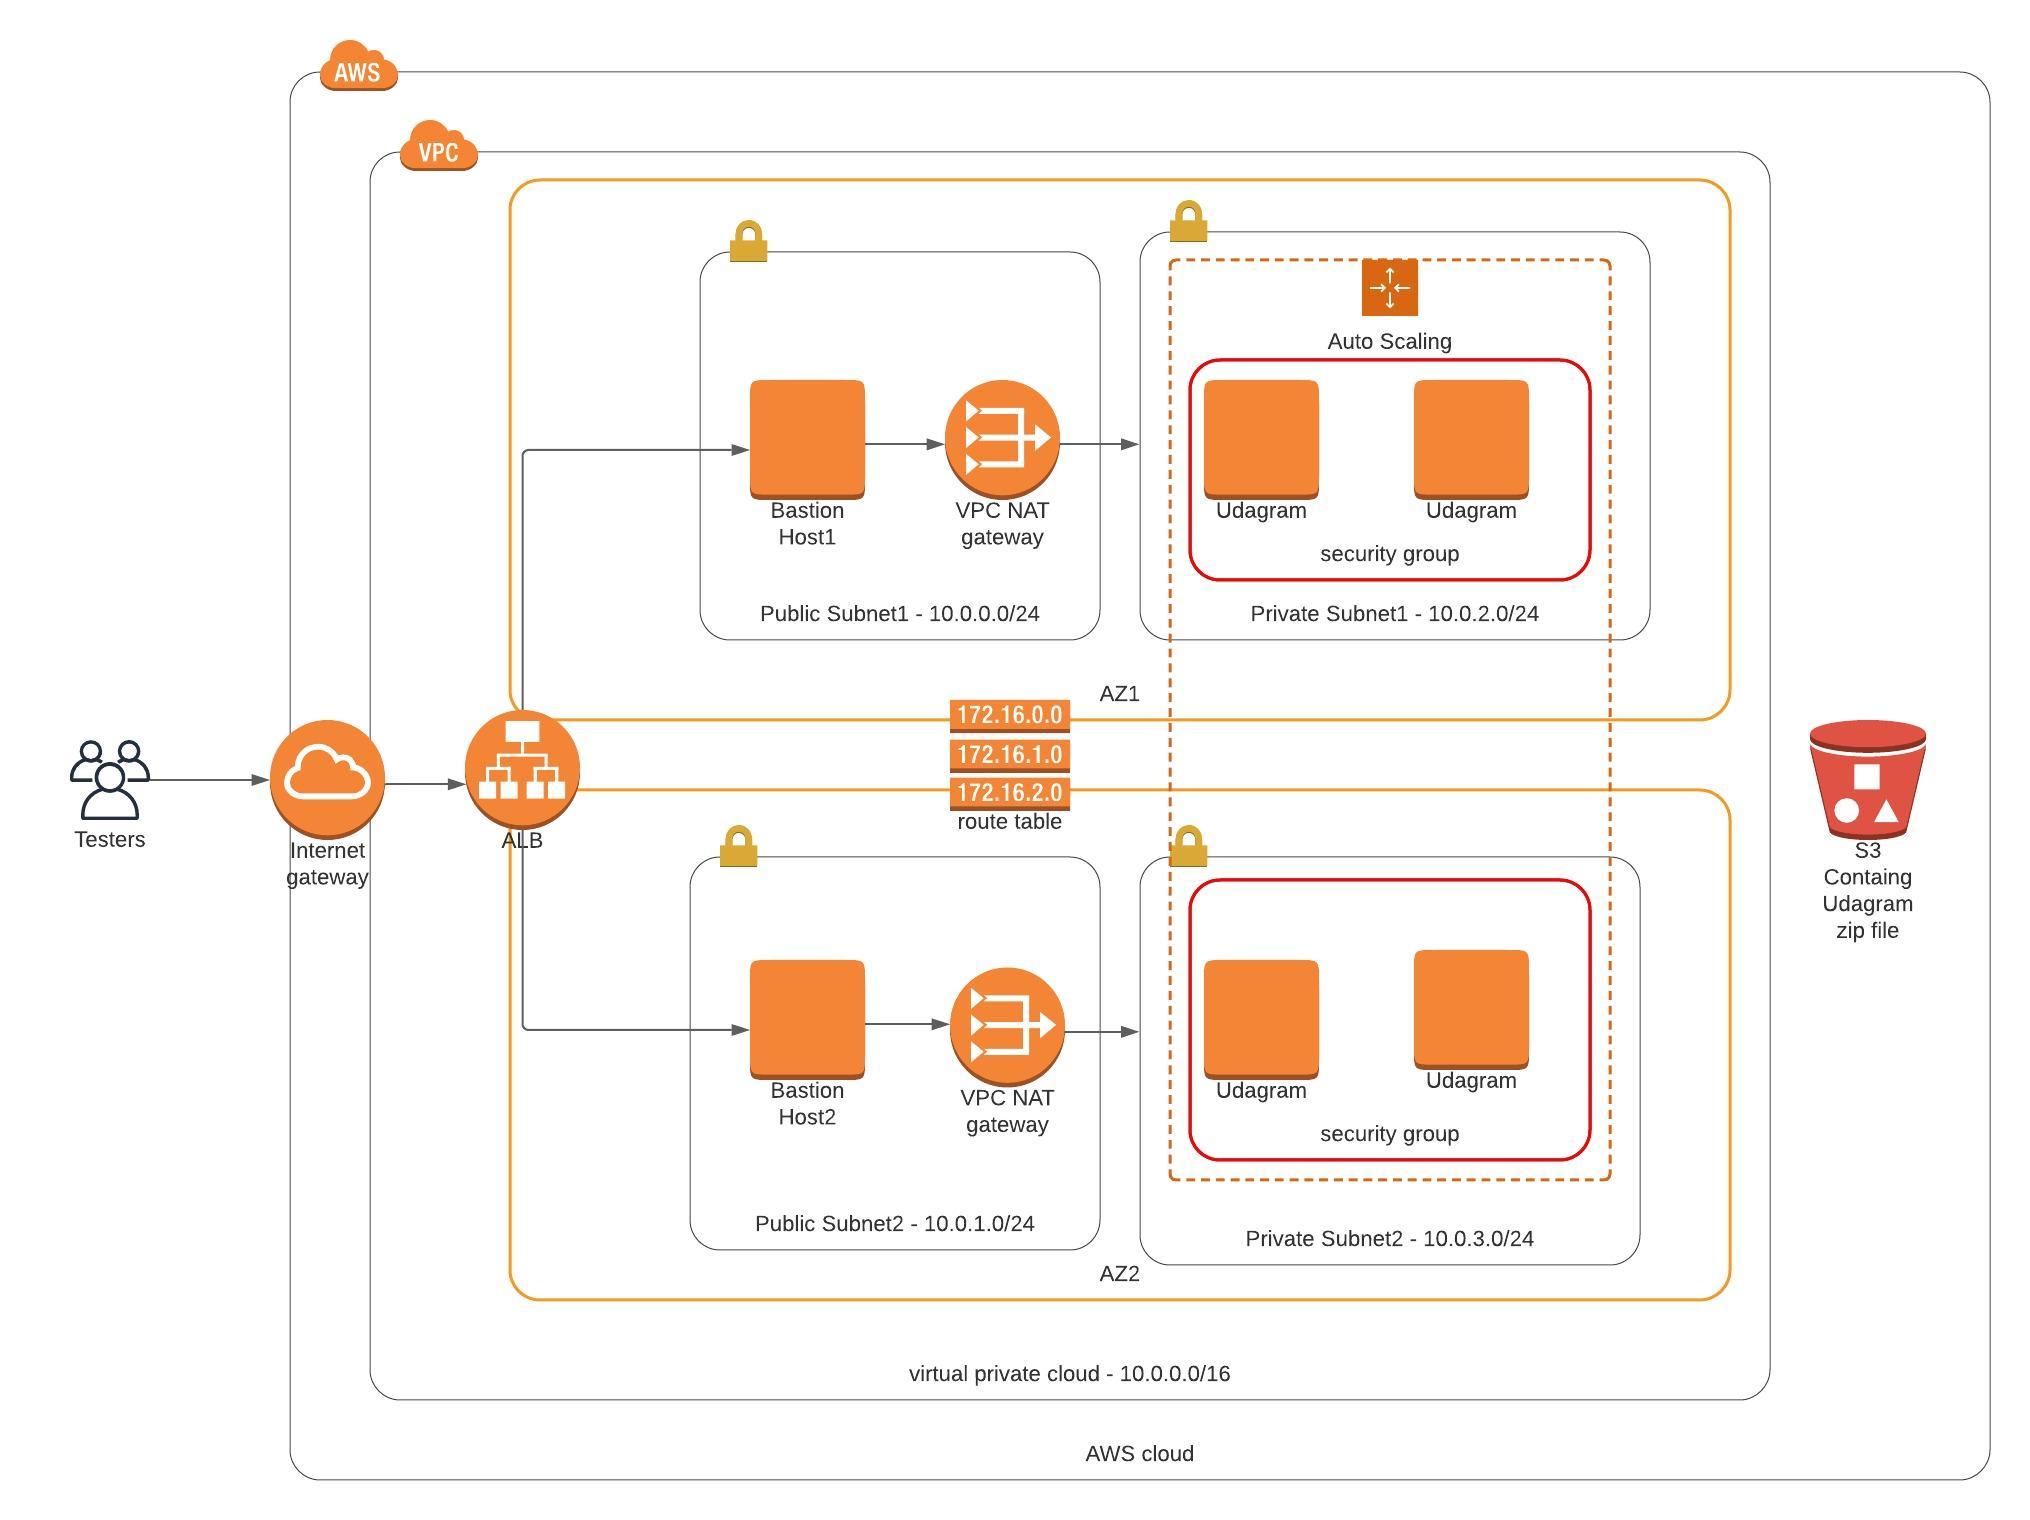 AWS
VPC
Auto Scaling
Bastion
Host1
VPC NAT
gateway
Udagram
Udagram
security group
Public Subnet1 - 10.0.0.0/24
Private Subnet1 - 10.0.2.0/24
AZ1
172.16.0.0
172.16.1.0
172.16.2.0
route table
Testers
Internet
gateway
ALB
S3
Containg
Udagram
zip file
Bastion
Host2
VPC NAT
gateway
Udagram
Udagram
security group
Public Subnet2 - 10.0.1.0/24
Private Subnet2 - 10.0.3.0/24
AZ2
virtual private cloud - 10.0.0.0/16
AWS cloud